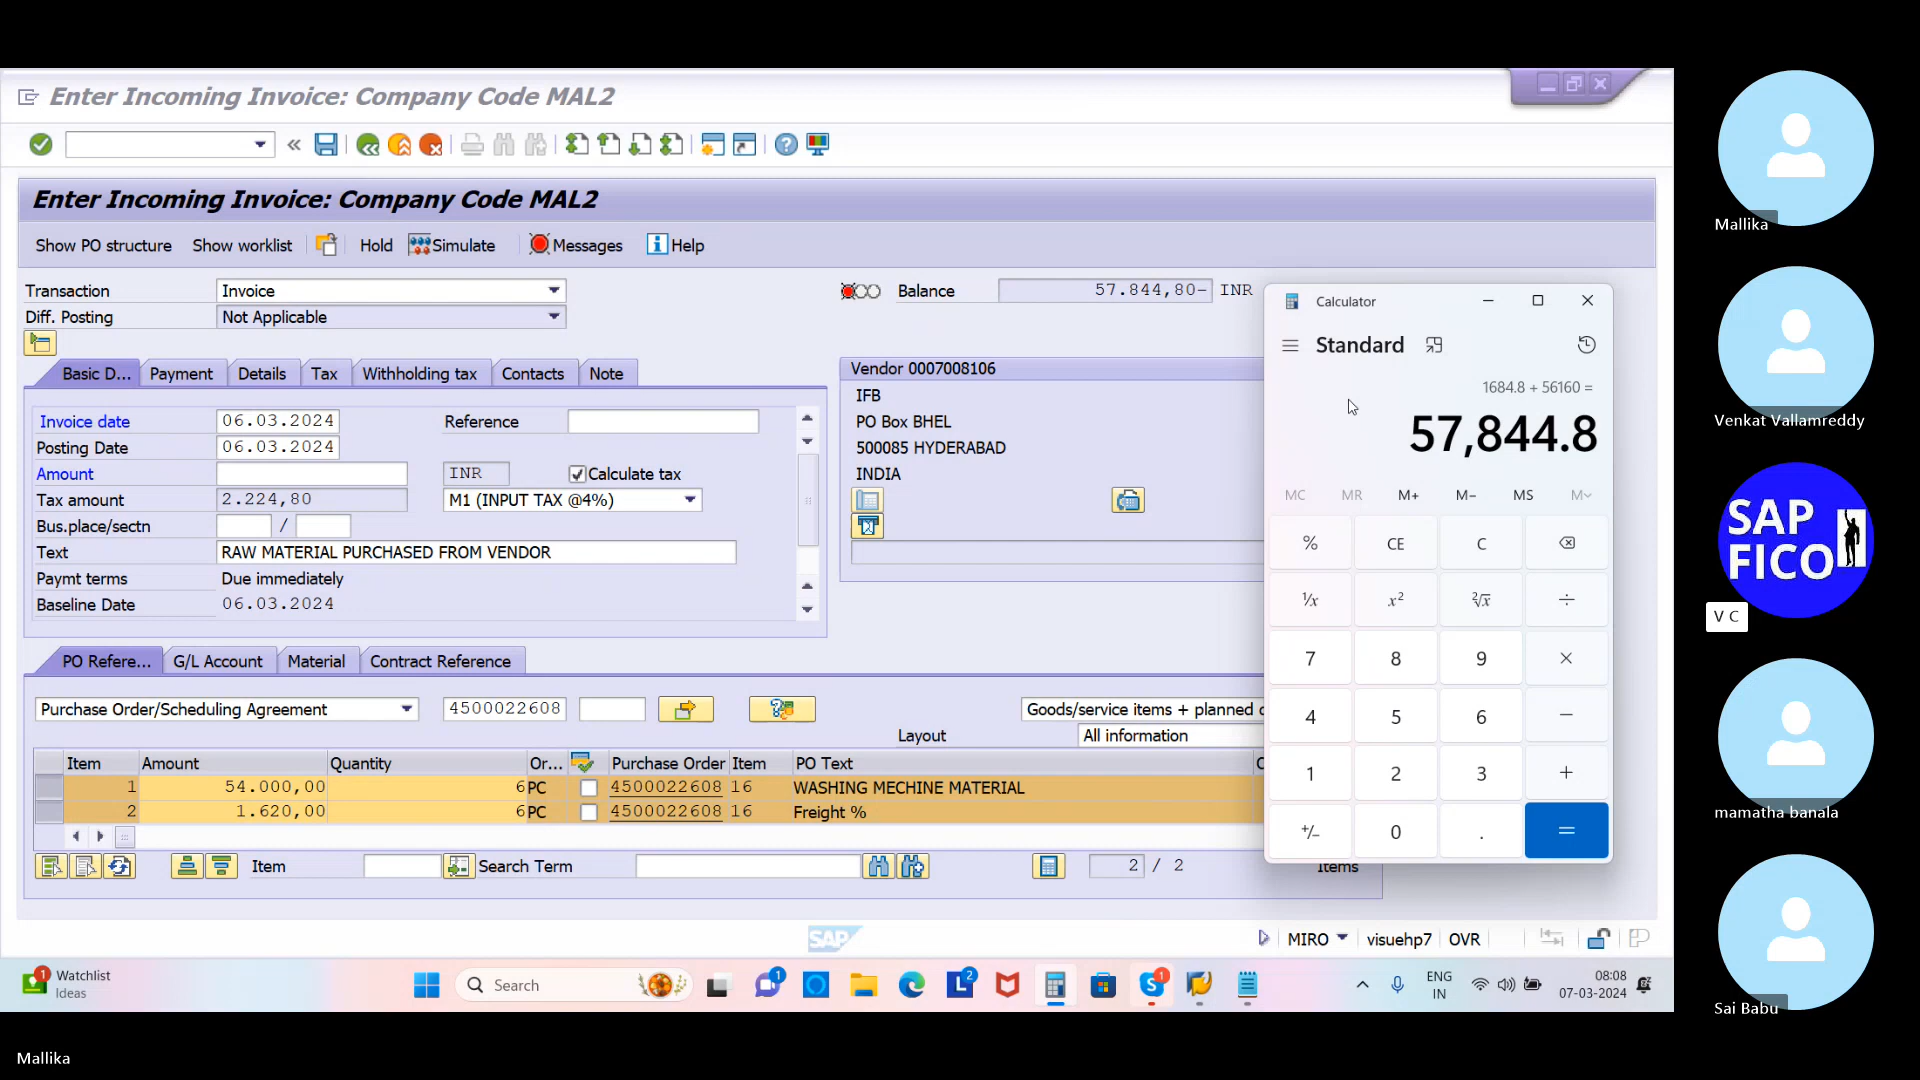 Enter Incoming Invoice: Company Code MAL2
Enter Incoming Invoice: Company Code MAL2
Show PO structure Show worklist Hold Simulate Messages Help
Transaction Invoice Balance 57.844,80- INR
Diff. Posting Not Applicable
Basic D... Payment Details Tax Withholding tax Contacts Note
Invoice date 06.03.2024 Reference
Posting Date 06.03.2024
Amount INR Calculate tax
Tax amount 2.224,80 M1 (INPUT TAX @4%)
Bus.place/sectn /
Text RAW MATERIAL PURCHASED FROM VENDOR
Paymt terms Due immediately
Baseline Date 06.03.2024
Vendor 0007008106
IFB
PO Box BHEL
500085 HYDERABAD
INDIA
PO Refere... G/L Account Material Contract Reference
Purchase Order/Scheduling Agreement 4500022608 Goods/service items + planned
Layout All information
Item Amount Quantity Or... Purchase Order Item PO Text
1 54.000,00 6 PC 4500022608 16 WASHING MECHINE MATERIAL
2 1.620,00 6 PC 4500022608 16 Freight %
Item Search Term 2 / 2 Items
SAP MIRO visuehp7 OVR
Calculator
Standard
1684.8 + 56160 =
57,844.8
MC MR M+ M- MS M
% CE C
1/x x² ²√x ÷
7 8 9 ×
4 5 6 −
1 2 3 +
+/- 0 . =
1 Watchlist
Ideas
Search
1 L 2 S 1
ENG
IN
08:08
07-03-2024
Mallika
Venkat Vallamreddy
SAP
FICO
V C
mamatha banala
Sai Babu
Mallika